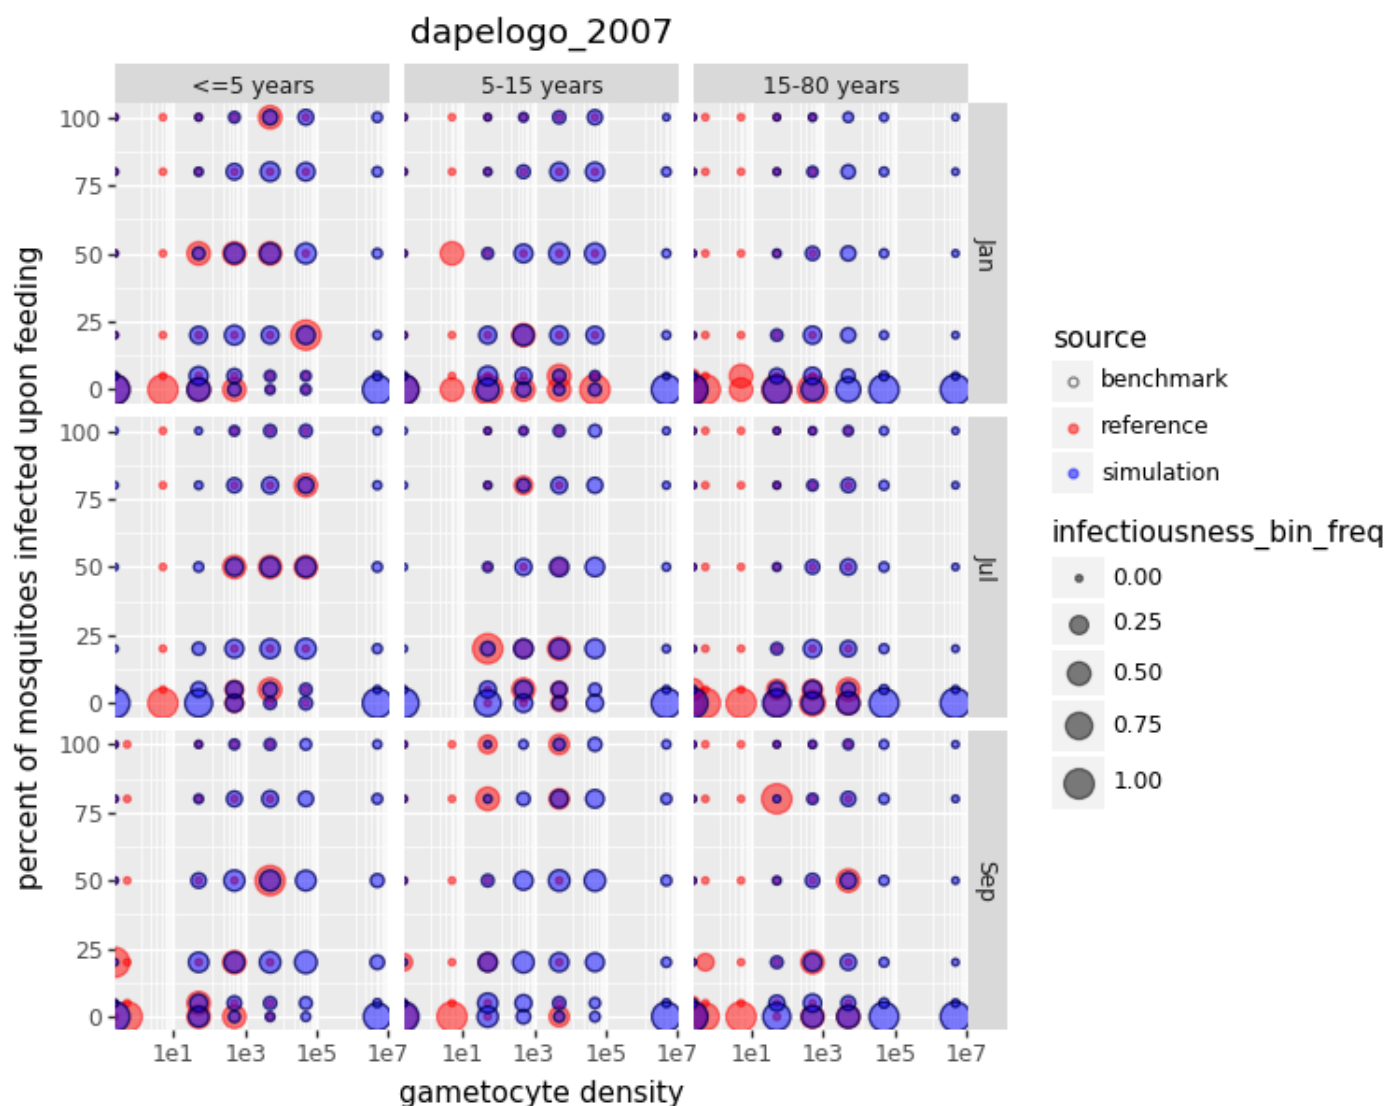 dapelogo_2007
<=5 years
5-15 years
15-80 years
percent of mosquitoes infected upon feeding
100
75
50
25
0
Jan
100
75
50
25
0
Jul
100
75
50
25
0
Sep
1e1
1e3
1e5
1e7
1e1
1e3
1e5
1e7
1e1
1e3
1e5
1e7
gametocyte density
source
benchmark
reference
simulation
infectiousness_bin_freq
0.00
0.25
0.50
0.75
1.00